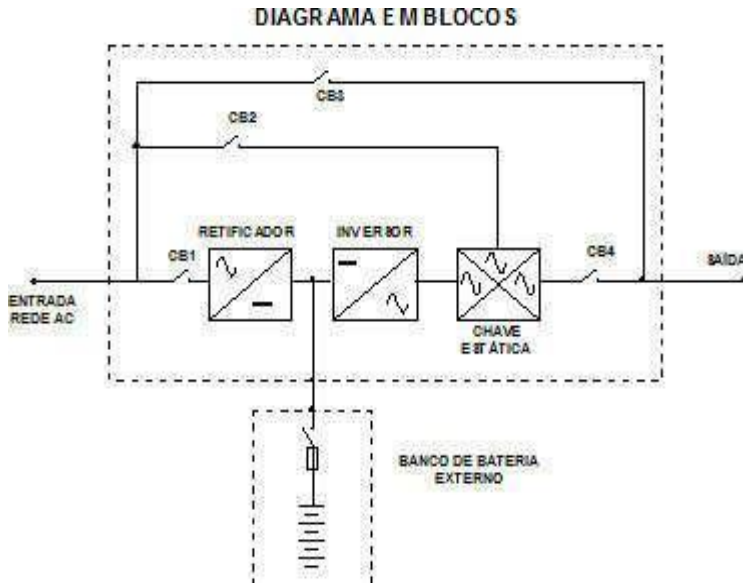 DIAGRAMA EM BLOCOS
CB3
CB2
RETIFICADOR
INVERSOR
CB1
CB4
SAÍDA
ENTRADA
REDE AC
CHAVE
ESTÁTICA
BANCO DE BATERIA
EXTERNO